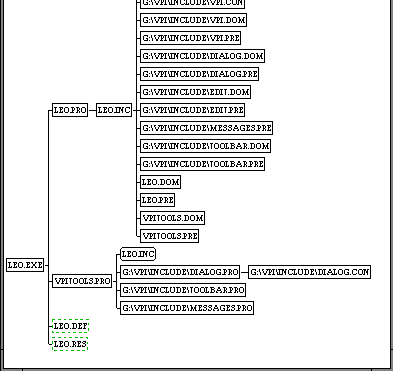 G:\VPI\INCLUDE\VPI.CON
G:\VPI\INCLUDE\VPI.DOM
G:\VPI\INCLUDE\VPI.PRE
G:\VPI\INCLUDE\DIALOG.DOM
G:\VPI\INCLUDE\DIALOG.PRE
G:\VPI\INCLUDE\EDIT.DOM
LEO.PRO LEO.INC G:\VPI\INCLUDE\EDIT.PRE
G:\VPI\INCLUDE\MESSAGES.PRE
G:\VPI\INCLUDE\TOOLBAR.DOM
G:\VPI\INCLUDE\TOOLBAR.PRE
LEO.DOM
LEO.PRE
VPITOOLS.DOM
VPITOOLS.PRE
LEO.INC
LEO.EXE
G:\VPI\INCLUDE\DIALOG.PRO G:\VPI\INCLUDE\DIALOG.CON
VPITOOLS.PRO
G:\VPI\INCLUDE\TOOLBAR.PRO
G:\VPI\INCLUDE\MESSAGES.PRO
LEO.DEF
LEO.RES